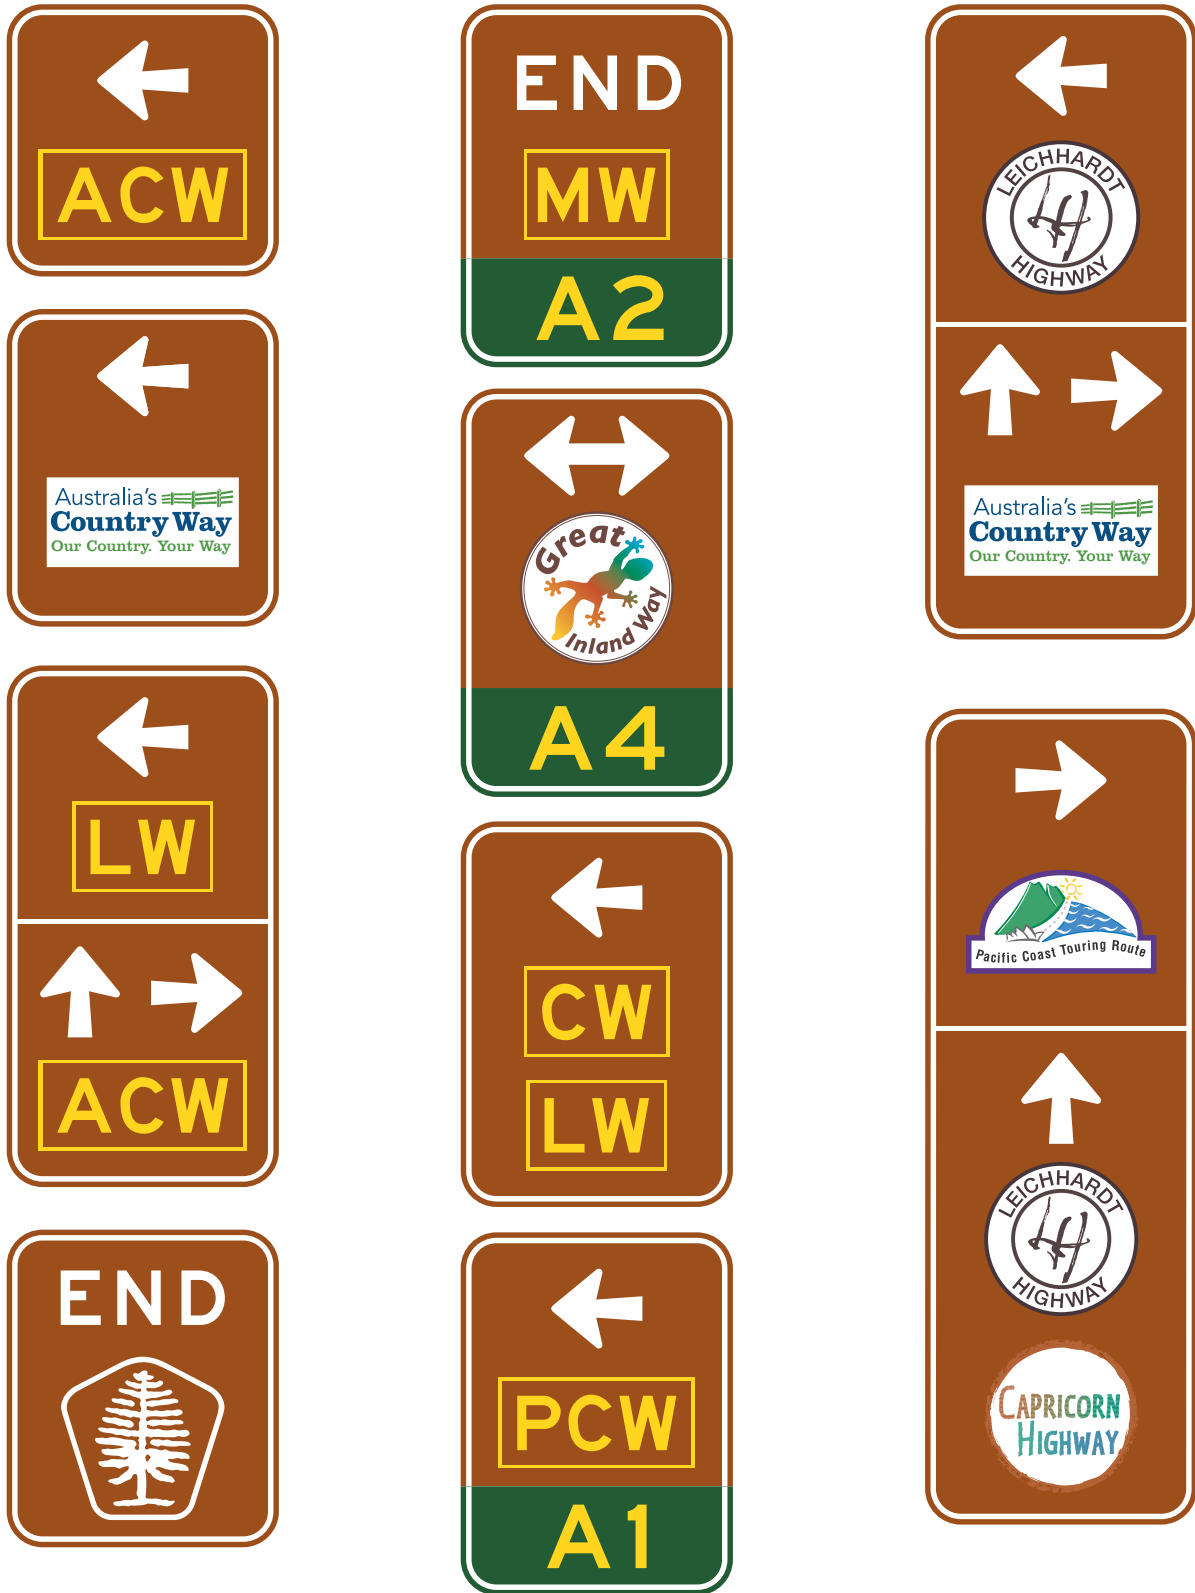 ACW
Australia's
Country Way
Our Country. Your Way
LW
ACW
END
END
MW
A2
Great
Inland Way
A4
CW
LW
PCW
A1
LEICHHARDT
LH
HIGHWAY
Australia's
Country Way
Our Country. Your Way
Pacific Coast Touring Route
LEICHHARDT
LH
HIGHWAY
CAPRICORN
HIGHWAY